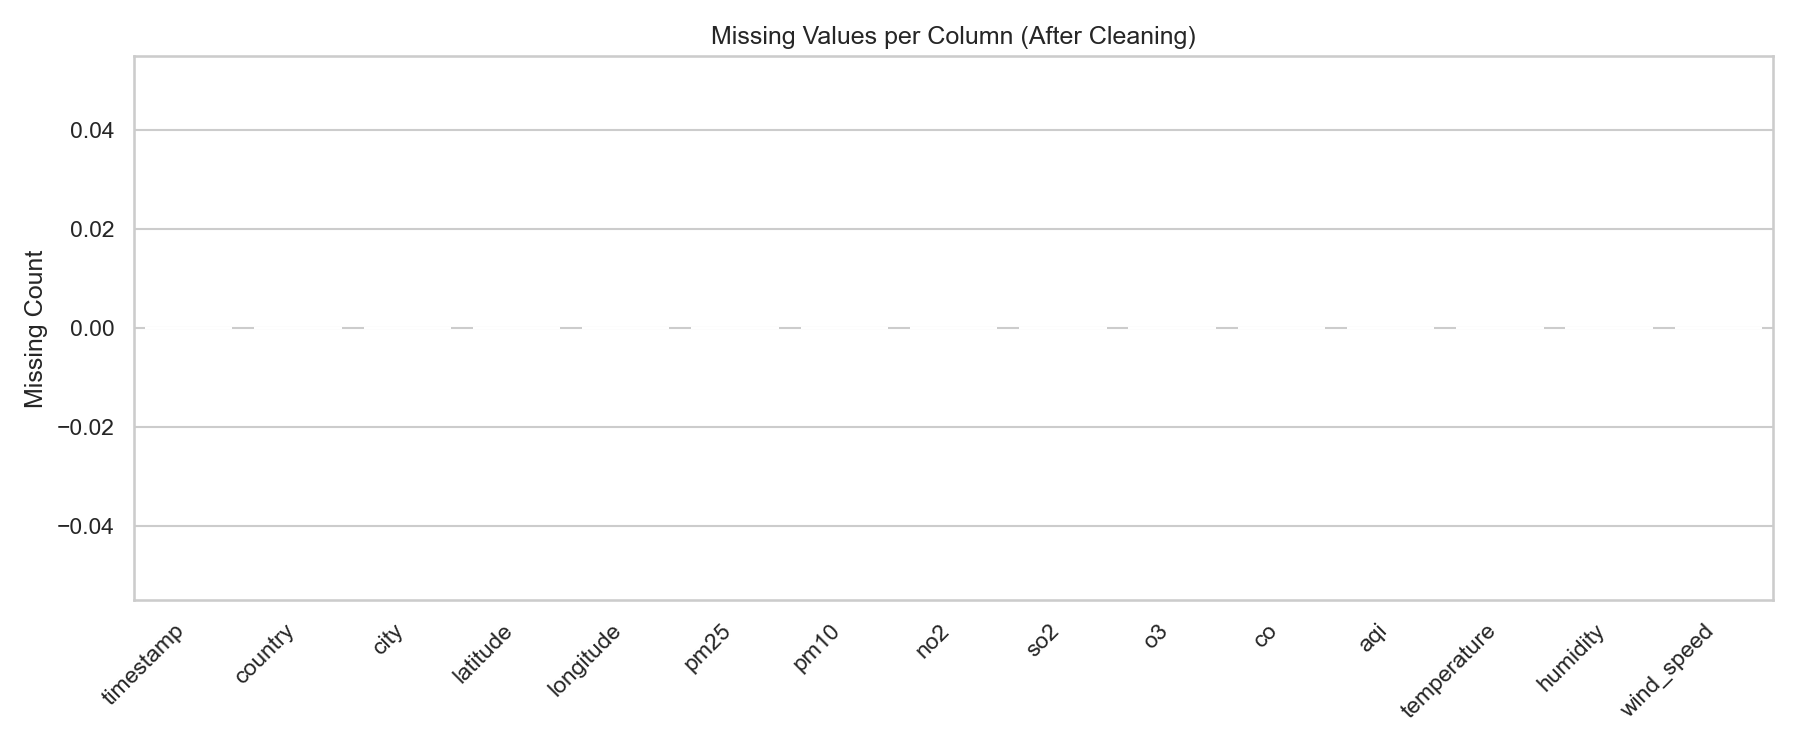 Missing Values per Column (After Cleaning)
Missing Count
0.04
0.02
0.00
−0.02
−0.04
timestamp
country
city
latitude
longitude
pm25
pm10
no2
so2
o3
co
aqi
temperature
humidity
wind_speed